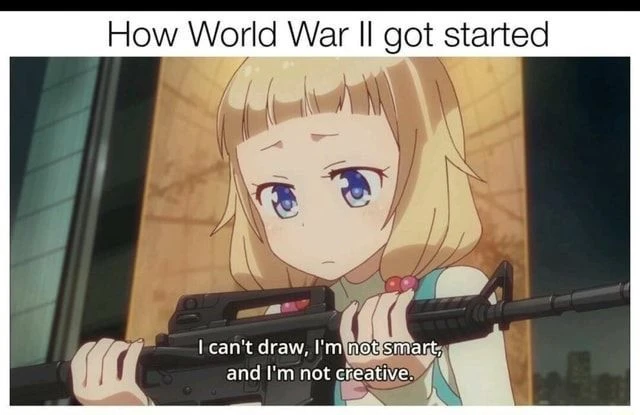 How World War II got started
I can't draw, I'm not smart,
and I'm not creative.